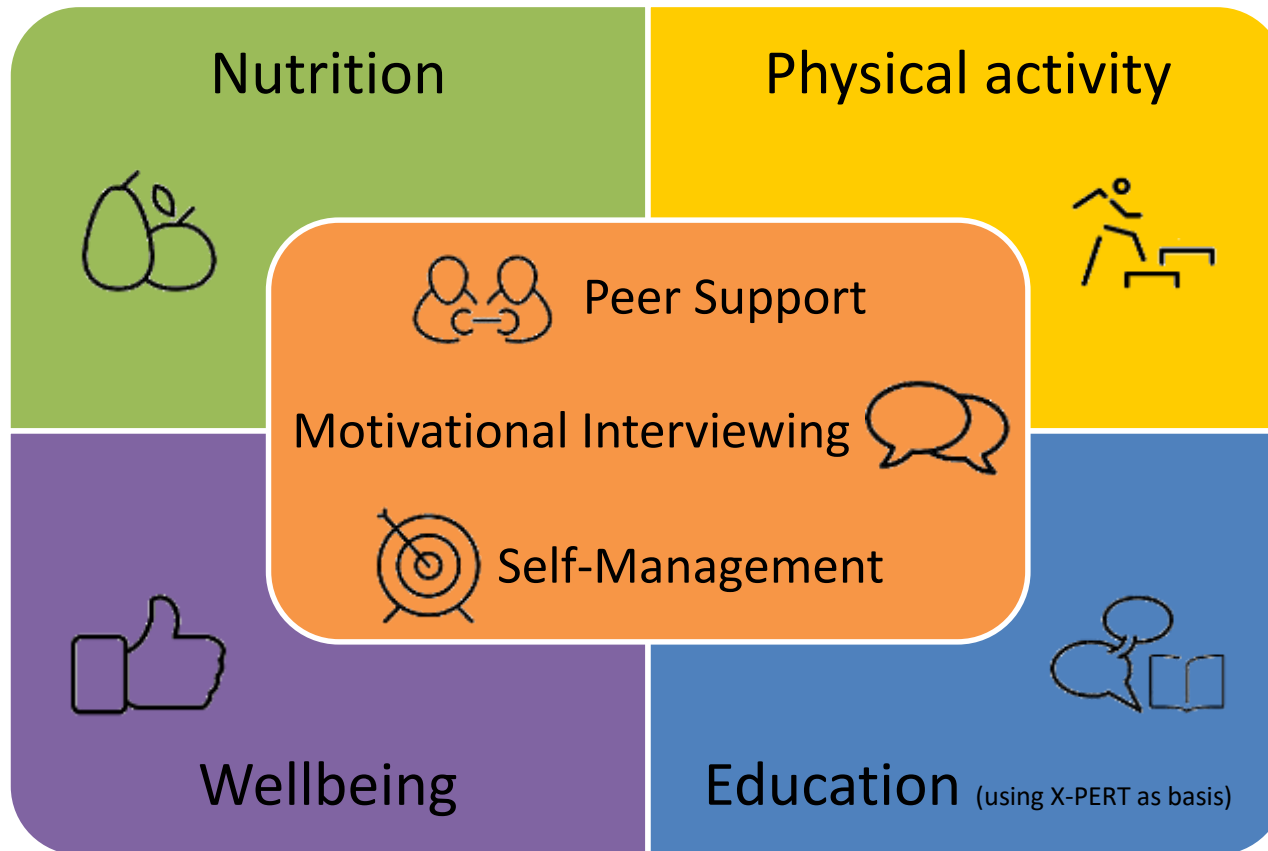 Nutrition
Physical activity
Peer Support
Motivational Interviewing
Self-Management
Wellbeing
Education (using X-PERT as basis)